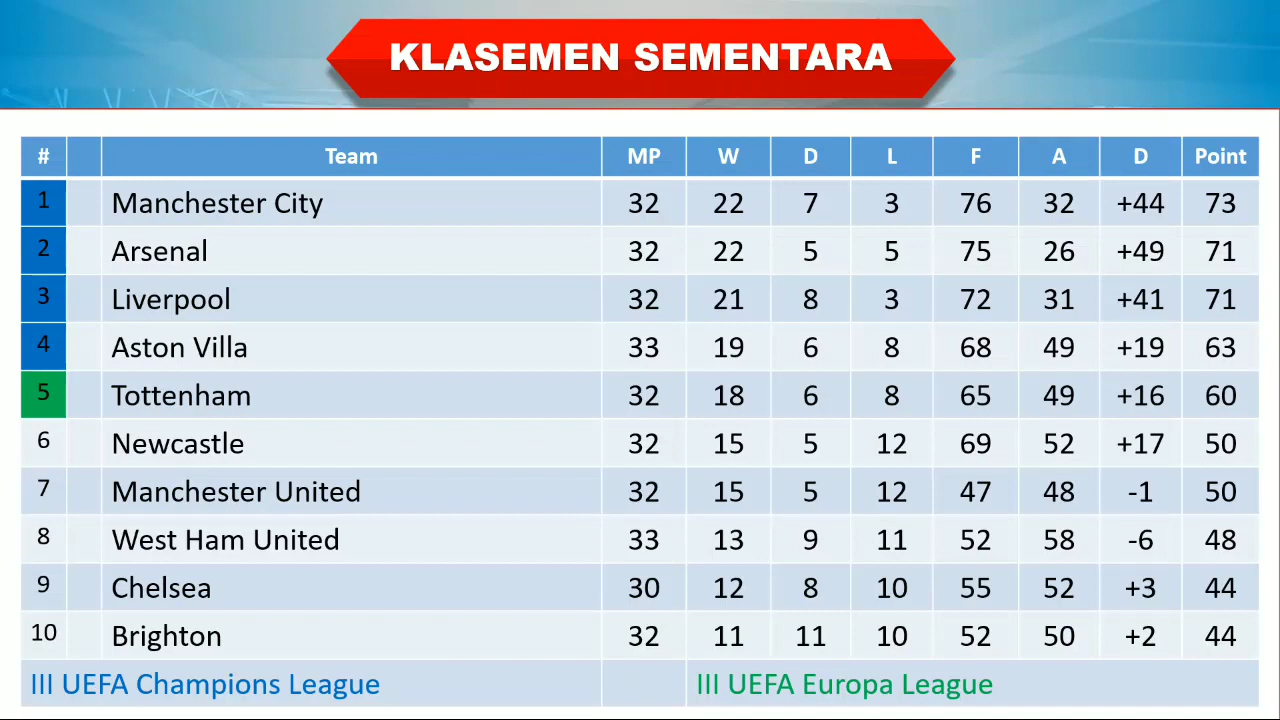 KLASEMEN SEMENTARA
# Team MP W D L F A D Point
1 Manchester City 32 22 7 3 76 32 +44 73
2 Arsenal 32 22 5 5 75 26 +49 71
3 Liverpool 32 21 8 3 72 31 +41 71
4 Aston Villa 33 19 6 8 68 49 +19 63
5 Tottenham 32 18 6 8 65 49 +16 60
6 Newcastle 32 15 5 12 69 52 +17 50
7 Manchester United 32 15 5 12 47 48 -1 50
8 West Ham United 33 13 9 11 52 58 -6 48
9 Chelsea 30 12 8 10 55 52 +3 44
10 Brighton 32 11 11 10 52 50 +2 44
III UEFA Champions League III UEFA Europa League